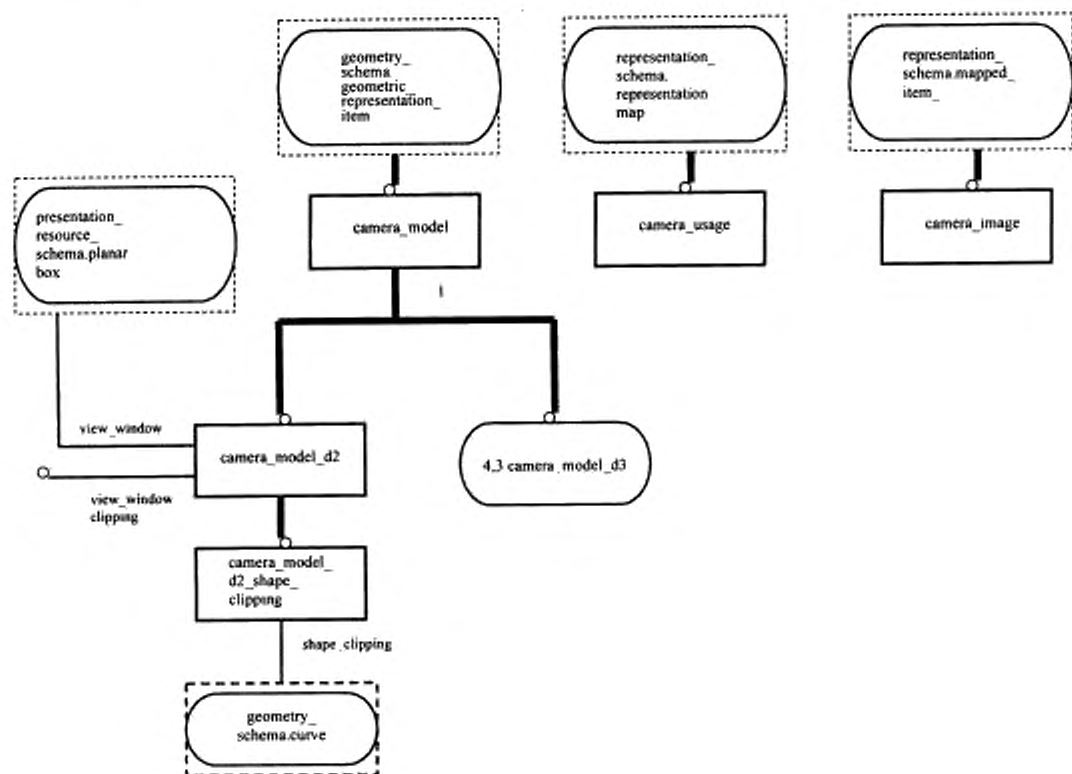 geometry_
schema
geometric_
representation_
item
representation_
schema.
representation
map
representation_
schema.mapped_
item_
presentation_
resource_
schema.planar
box
camera_model
camera_usage
camera_image
1
view_window
camera_model_d2
4,3 camera_model_d3
view_window
clipping
camera_model_
d2_shape_
clipping
shape_clipping
geometry_
schema.curve